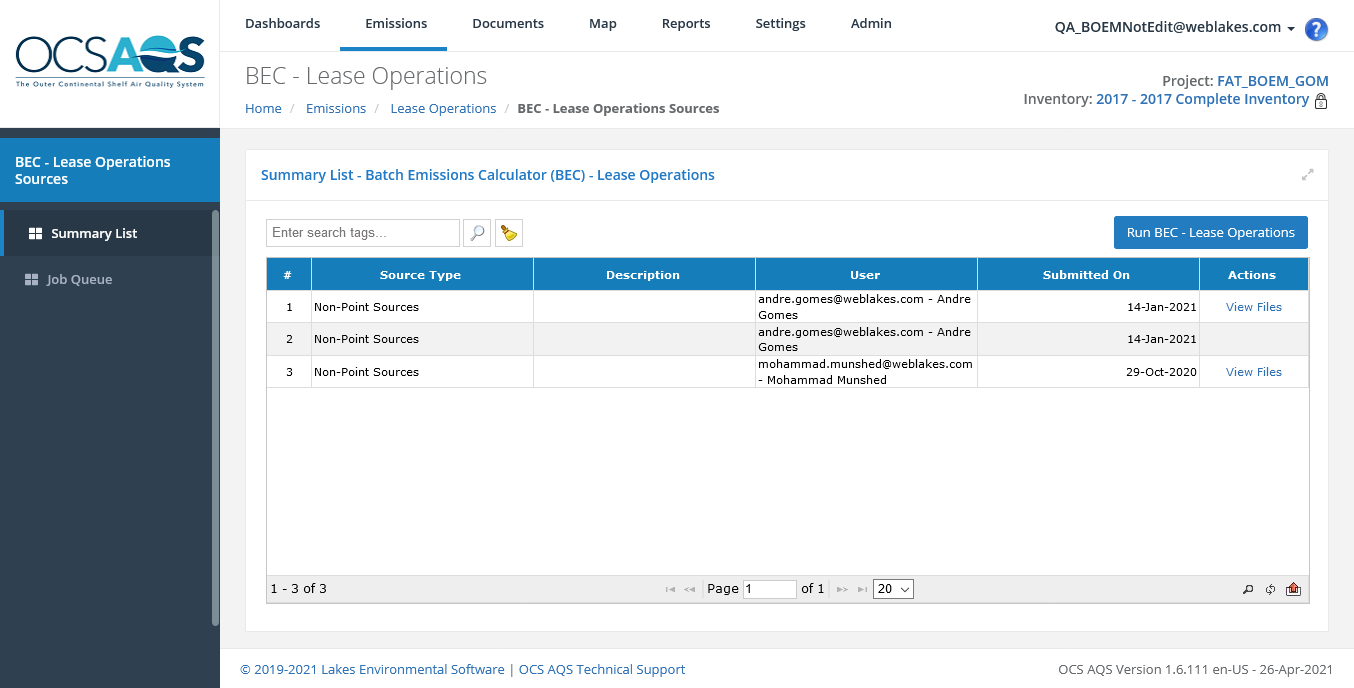 OCSAQS
The Outer Continental Shelf Air Quality System
Dashboards Emissions Documents Map Reports Settings Admin
QA_BOEMNotEdit@weblakes.com ?
BEC - Lease Operations
Home / Emissions / Lease Operations / BEC - Lease Operations Sources
Project: FAT_BOEM_GOM
Inventory: 2017 - 2017 Complete Inventory
BEC - Lease Operations
Sources
Summary List
Job Queue
Summary List - Batch Emissions Calculator (BEC) - Lease Operations
Enter search tags...
Run BEC - Lease Operations
# Source Type Description User Submitted On Actions
1 Non-Point Sources andre.gomes@weblakes.com - Andre
Gomes 14-Jan-2021 View Files
2 Non-Point Sources andre.gomes@weblakes.com - Andre
Gomes 14-Jan-2021
3 Non-Point Sources mohammad.munshed@weblakes.com
- Mohammad Munshed 29-Oct-2020 View Files
1 - 3 of 3 Page 1 of 1 20
© 2019-2021 Lakes Environmental Software | OCS AQS Technical Support
OCS AQS Version 1.6.111 en-US - 26-Apr-2021